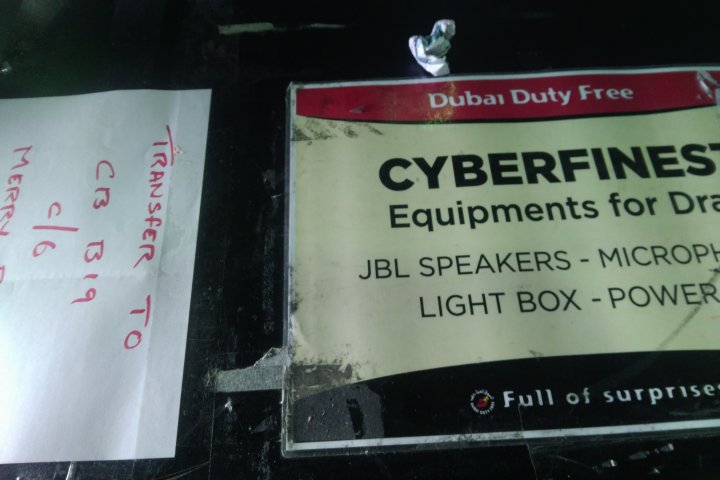 TRANSFER TO
CB B19
c/6
MERRY
Dubai Duty Free
CYBERFINEST
Equipments for Dra
JBL SPEAKERS - MICROPH
LIGHT BOX - POWER
Full of surprises